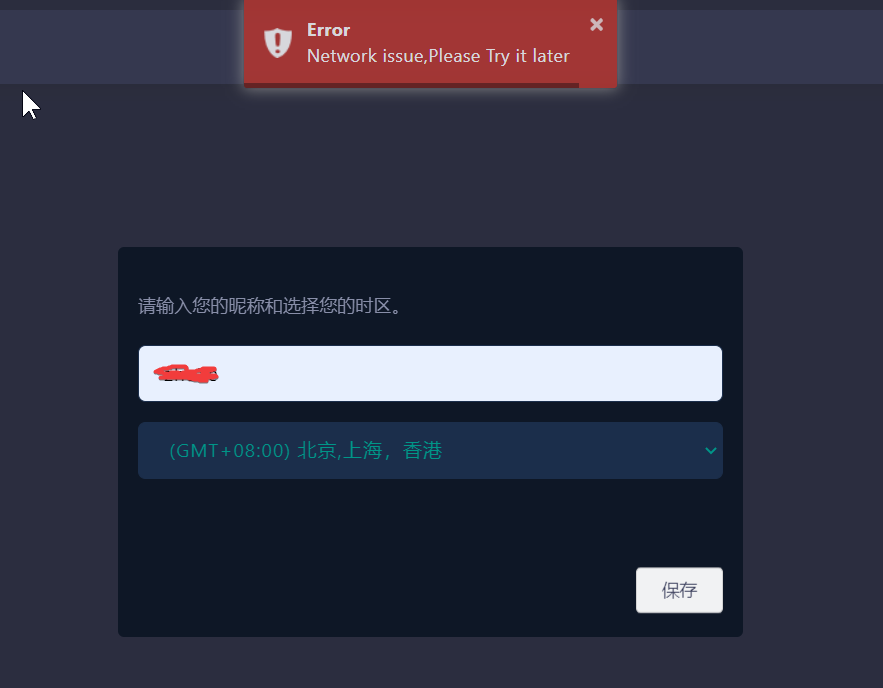 Error
Network issue,Please Try it later
请输入您的昵称和选择您的时区。
(GMT+08:00) 北京,上海，香港
保存